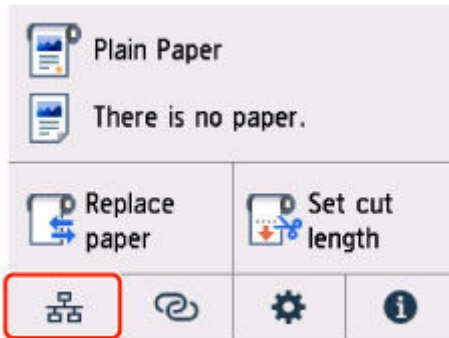 Plain Paper
There is no paper.
Replace
paper
Set cut
length